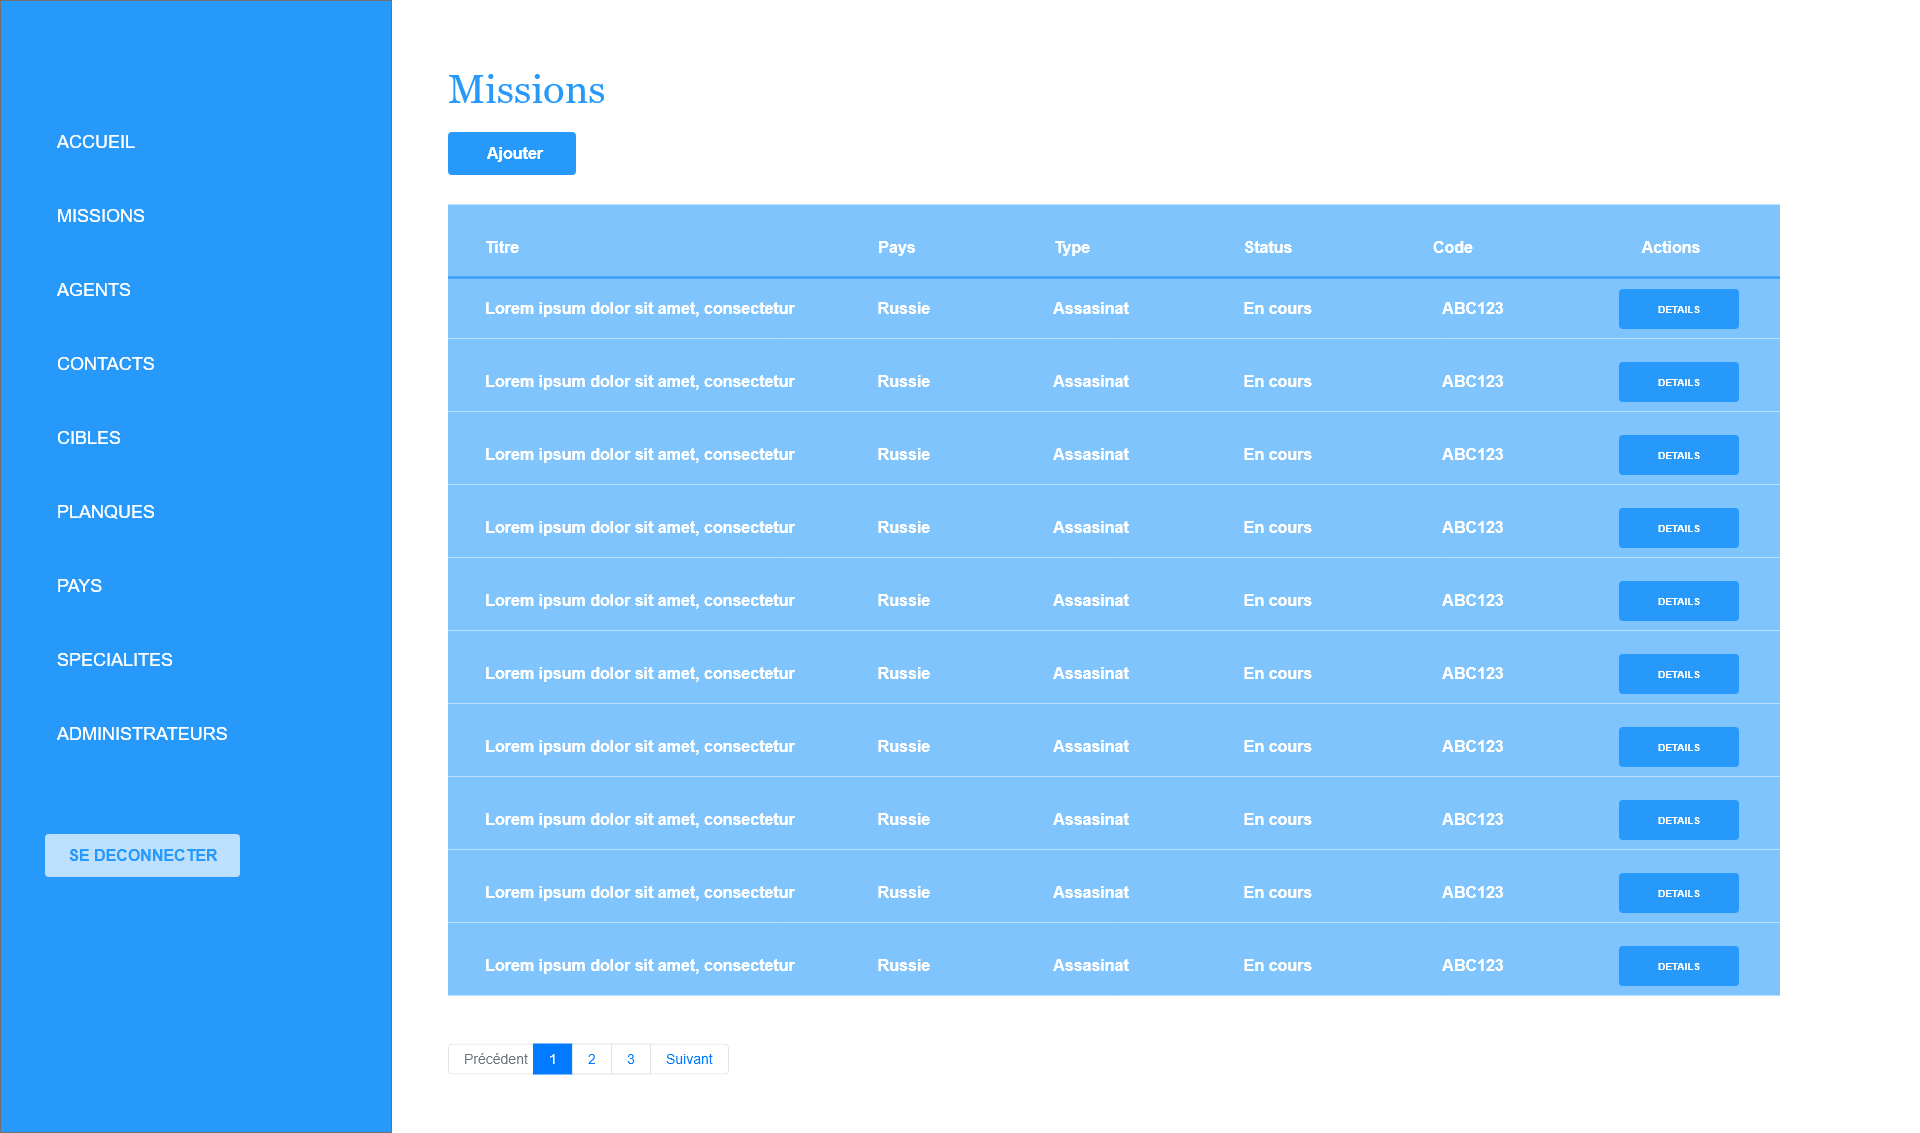 ACCUEIL
MISSIONS
AGENTS
CONTACTS
CIBLES
PLANQUES
PAYS
SPECIALITES
ADMINISTRATEURS
SE DECONNECTER
Missions
Ajouter
Titre Pays Type Status Code Actions
Lorem ipsum dolor sit amet, consectetur Russie Assasinat En cours ABC123 DETAILS
Lorem ipsum dolor sit amet, consectetur Russie Assasinat En cours ABC123 DETAILS
Lorem ipsum dolor sit amet, consectetur Russie Assasinat En cours ABC123 DETAILS
Lorem ipsum dolor sit amet, consectetur Russie Assasinat En cours ABC123 DETAILS
Lorem ipsum dolor sit amet, consectetur Russie Assasinat En cours ABC123 DETAILS
Lorem ipsum dolor sit amet, consectetur Russie Assasinat En cours ABC123 DETAILS
Lorem ipsum dolor sit amet, consectetur Russie Assasinat En cours ABC123 DETAILS
Lorem ipsum dolor sit amet, consectetur Russie Assasinat En cours ABC123 DETAILS
Lorem ipsum dolor sit amet, consectetur Russie Assasinat En cours ABC123 DETAILS
Lorem ipsum dolor sit amet, consectetur Russie Assasinat En cours ABC123 DETAILS
Précédent 1 2 3 Suivant